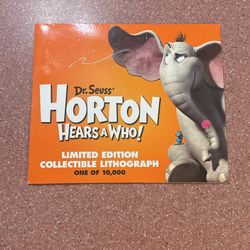 Dr. Seuss'
HORTON
HEARS A WHO!
LIMITED EDITION
COLLECTIBLE LITHOGRAPH
ONE OF 10,000